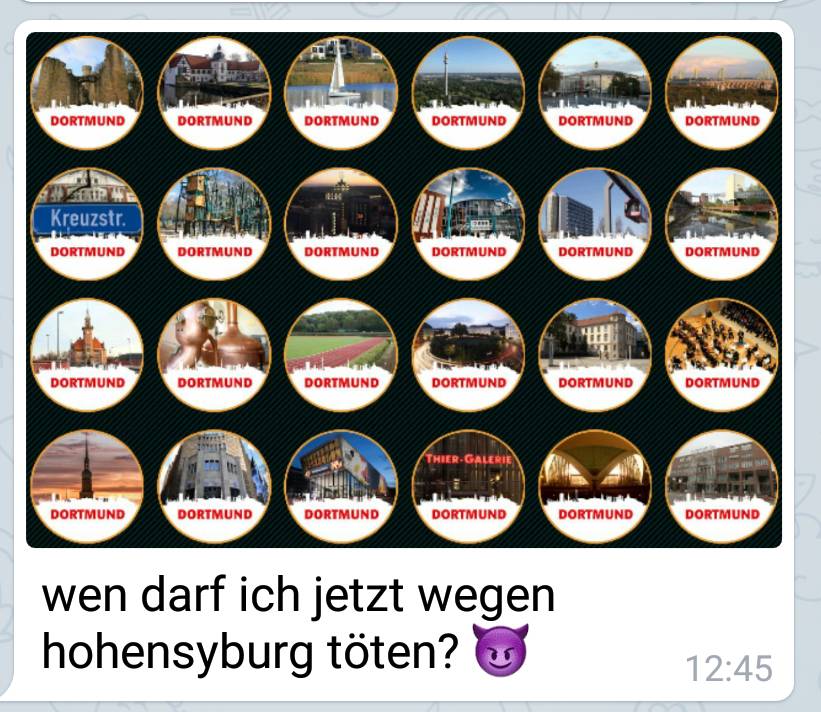 DORTMUND DORTMUND DORTMUND DORTMUND DORTMUND DORTMUND
Kreuzstr.
DORTMUND DORTMUND DORTMUND DORTMUND DORTMUND DORTMUND
DORTMUND DORTMUND DORTMUND DORTMUND DORTMUND DORTMUND
THIER-GALERIE
DORTMUND DORTMUND DORTMUND DORTMUND DORTMUND DORTMUND
wen darf ich jetzt wegen
hohensyburg töten? 😈
12:45